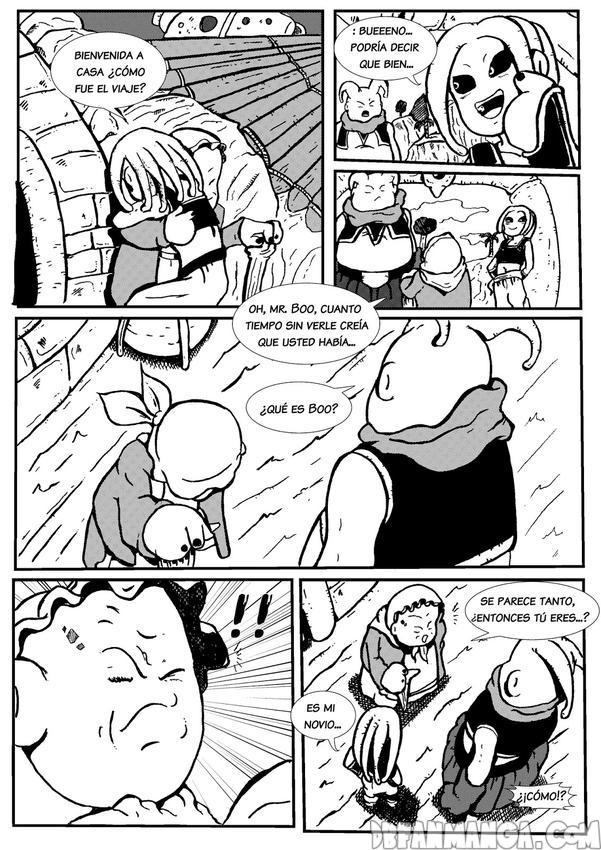 BIENVENIDA A
CASA ¿CÓMO
FUE EL VIAJE?
: BUEEENO...
PODRÍA DECIR
QUE BIEN...
OH, MR. BOO, CUANTO
TIEMPO SIN VERLE CREÍA
QUE USTED HABÍA...
¿QUÉ ES BOO?
!!
SE PARECE TANTO,
¿ENTONCES TÚ ERES...?
ES MI
NOVIO...
¿¡CÓMO!?
DBFANMANGA.COM